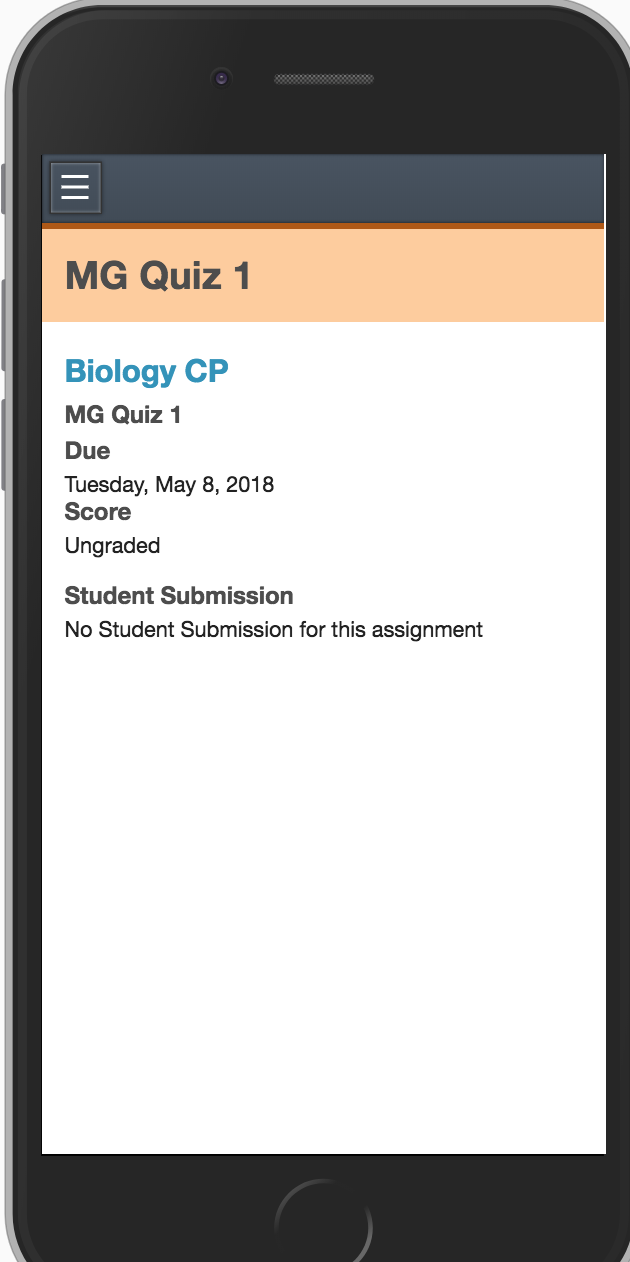 MG Quiz 1
Biology CP
MG Quiz 1
Due
Tuesday, May 8, 2018
Score
Ungraded
Student Submission
No Student Submission for this assignment